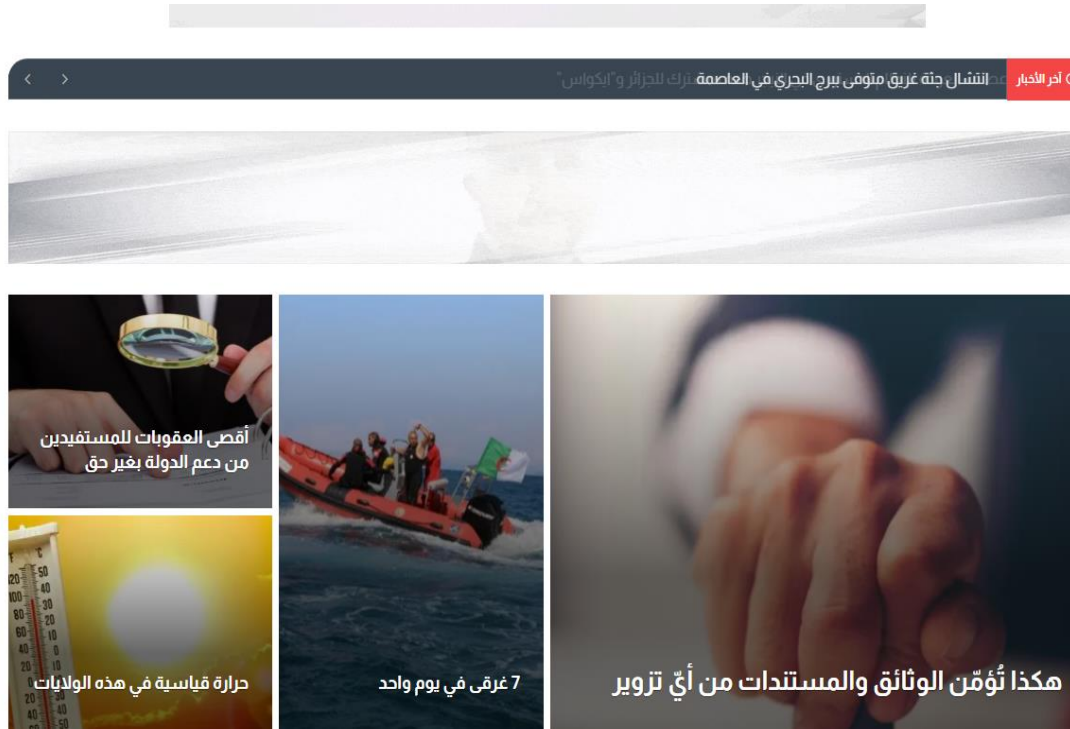 آخر الأخبار
انتشال جثة غريق متوفى ببرج البحري في العاصمة
هكذا تُؤمّن الوثائق والمستندات من أيّ تزوير
7 غرقى في يوم واحد
أقصى العقوبات للمستفيدين
من دعم الدولة بغير حق
حرارة قياسية في هذه الولايات